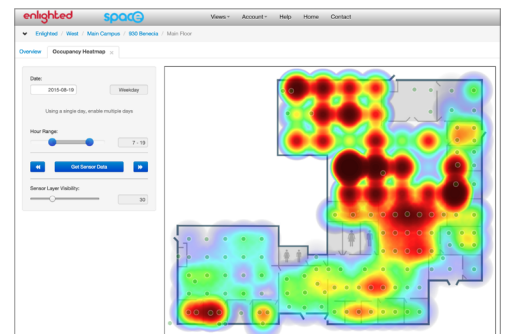 enlighted space
Views Account Help Home Contact
Enlighted / West / Main Campus / 930 Benecia / Main Floor
Overview Occupancy Heatmap ×
Date:
2015-08-19 Weekday
Using a single day, enable multiple days
Hour Range:
7 - 19
Get Sensor Data
Sensor Layer Visibility:
30